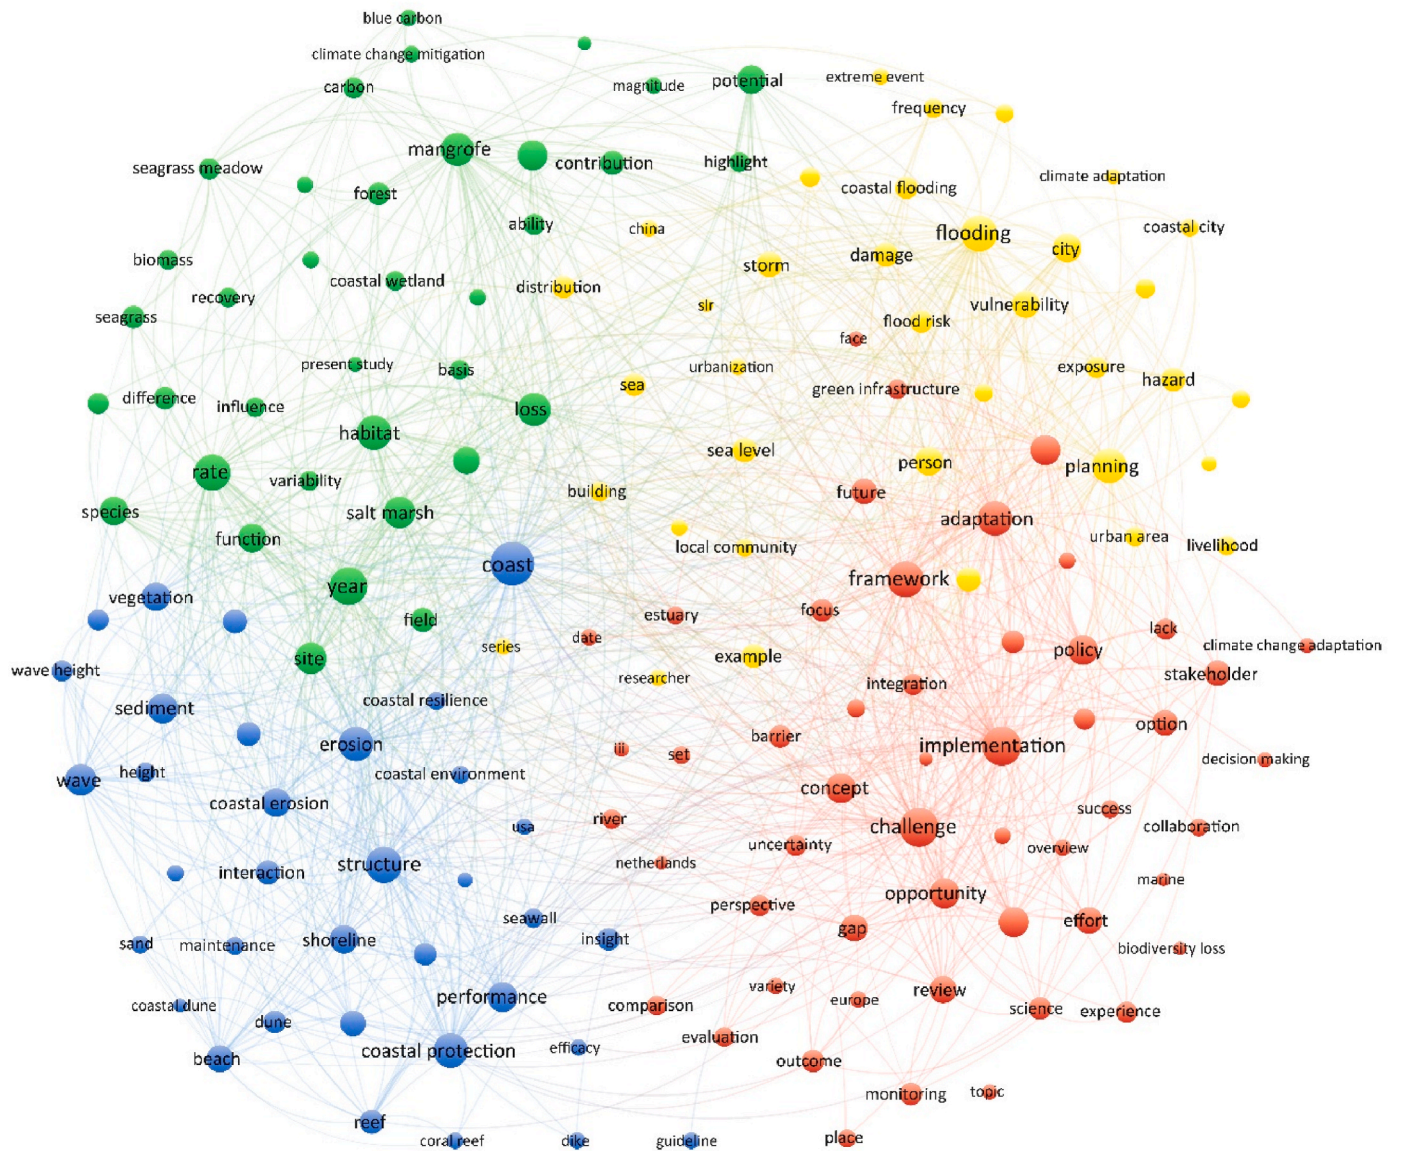 blue carbon
climate change mitigation
carbon
magnitude
potential
extreme event
frequency
mangrofe
contribution
highlight
seagrass meadow
forest
coastal flooding
climate adaptation
ability
china
flooding
city
coastal city
biomass
coastal wetland
distribution
storm
damage
recovery
slr
vulnerability
seagrass
flood risk
face
present study
basis
urbanization
exposure
hazard
sea
green infrastructure
difference
influence
loss
habitat
sea level
person
planning
rate
variability
building
future
species
salt marsh
adaptation
function
local community
urban area
livelihood
coast
framework
year
vegetation
field
estuary
focus
date
lack
series
site
example
policy
climate change adaptation
wave height
researcher
integration
stakeholder
coastal resilience
sediment
erosion
iii
set
barrier
implementation
option
wave
height
coastal environment
decision making
coastal erosion
concept
usa
river
challenge
success
collaboration
structure
interaction
netherlands
uncertainty
overview
opportunity
marine
seawall
perspective
shoreline
insight
gap
effort
sand
maintenance
biodiversity loss
performance
variety
europe
review
coastal dune
comparison
science
experience
dune
beach
coastal protection
efficacy
evaluation
outcome
monitoring
topic
reef
coral reef
dike
guideline
place